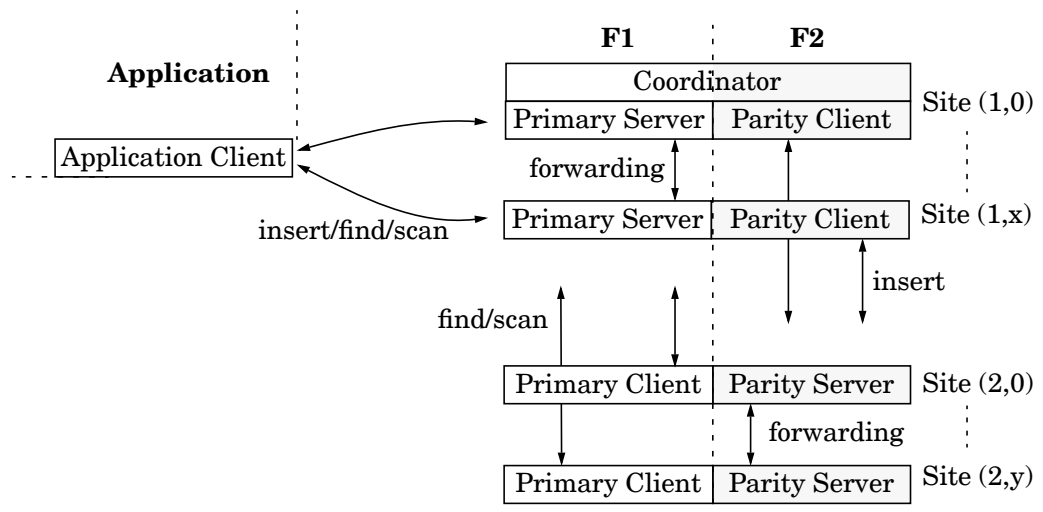 F1 F2
Application
Coordinator
Site (1,0)
Primary Server Parity Client
Application Client
forwarding
Primary Server Parity Client Site (1,x)
insert/find/scan
insert
find/scan
Primary Client Parity Server Site (2,0)
forwarding
Primary Client Parity Server Site (2,y)